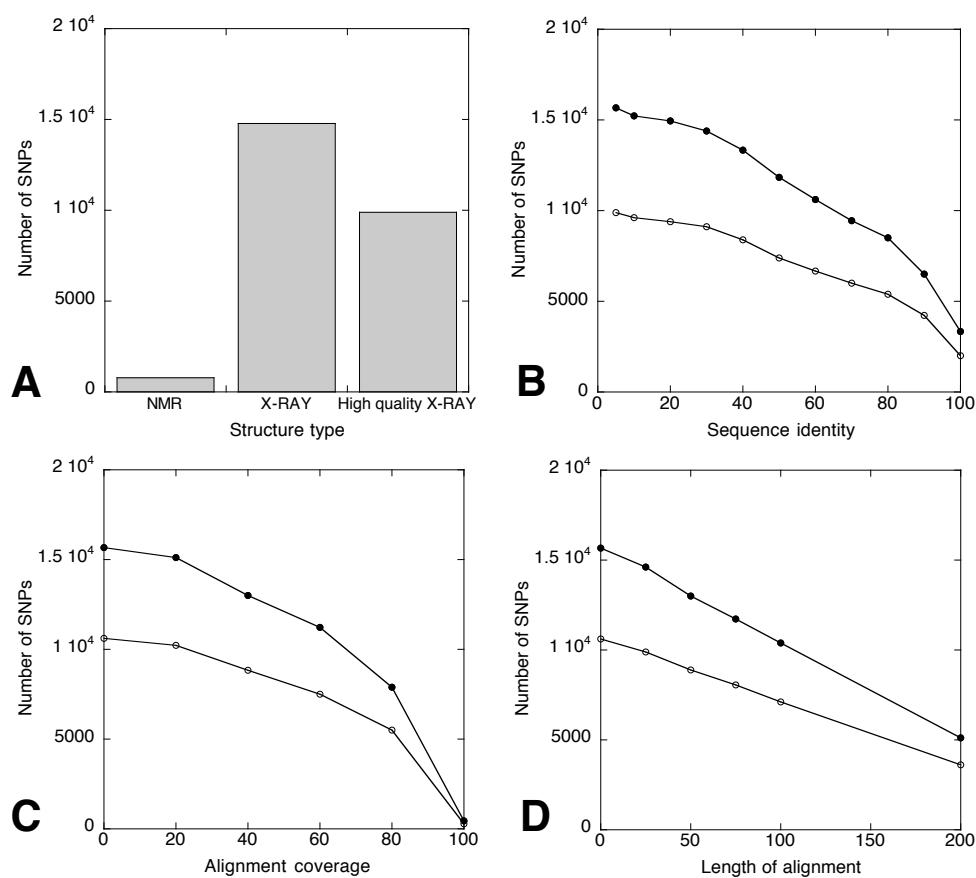 2 10⁴
1.5 10⁴
1 10⁴
5000
0
Number of SNPs
NMR
X-RAY
High quality X-RAY
Structure type
A
2 10⁴
1.5 10⁴
1 10⁴
5000
0
Number of SNPs
0 20 40 60 80 100
Sequence identity
B
2 10⁴
1.5 10⁴
1 10⁴
5000
0
Number of SNPs
0 20 40 60 80 100
Alignment coverage
C
2 10⁴
1.5 10⁴
1 10⁴
5000
0
Number of SNPs
0 50 100 150 200
Length of alignment
D